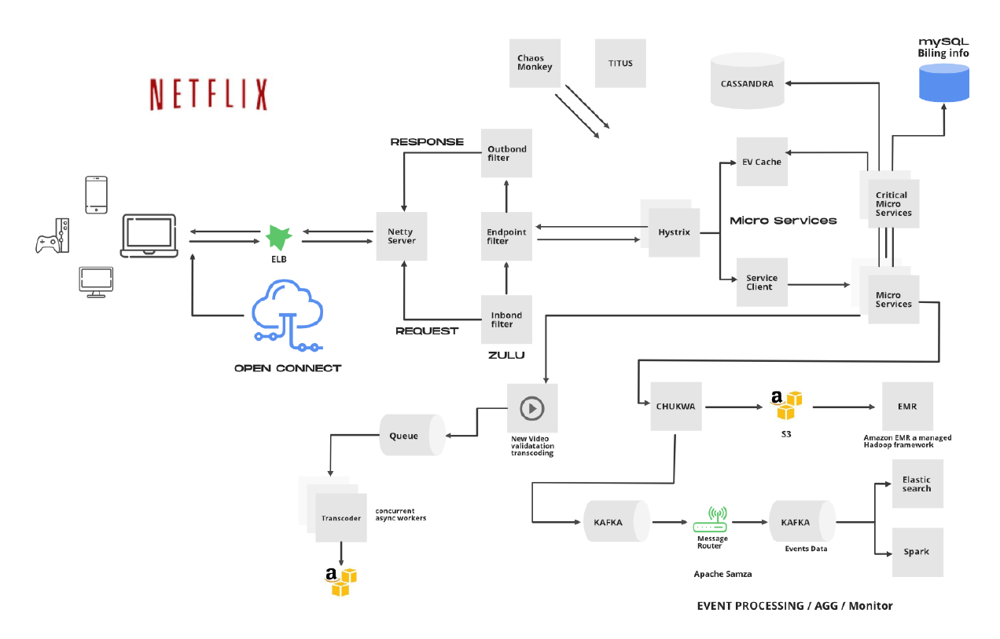 NETFLIX
Chaos
Monkey
TITUS
CASSANDRA
mySQL
Biling info
RESPONSE
Outbond
filter
EV Cache
Critical
Micro
Services
Micro Services
ELB
Netty
Server
Endpoint
filter
Hystrix
Service
Client
Micro
Services
Inbond
filter
REQUEST
ZULU
OPEN CONNECT
Queue
New Video
validatation
transcoding
CHUKWA
a
S3
EMR
Amazon EMR a managed
Hadoop framework
Transcoder
concurrent
async workers
a
KAFKA
Message
Router
KAFKA
Events Data
Elastic
search
Spark
Apache Samza
EVENT PROCESSING / AGG / Monitor